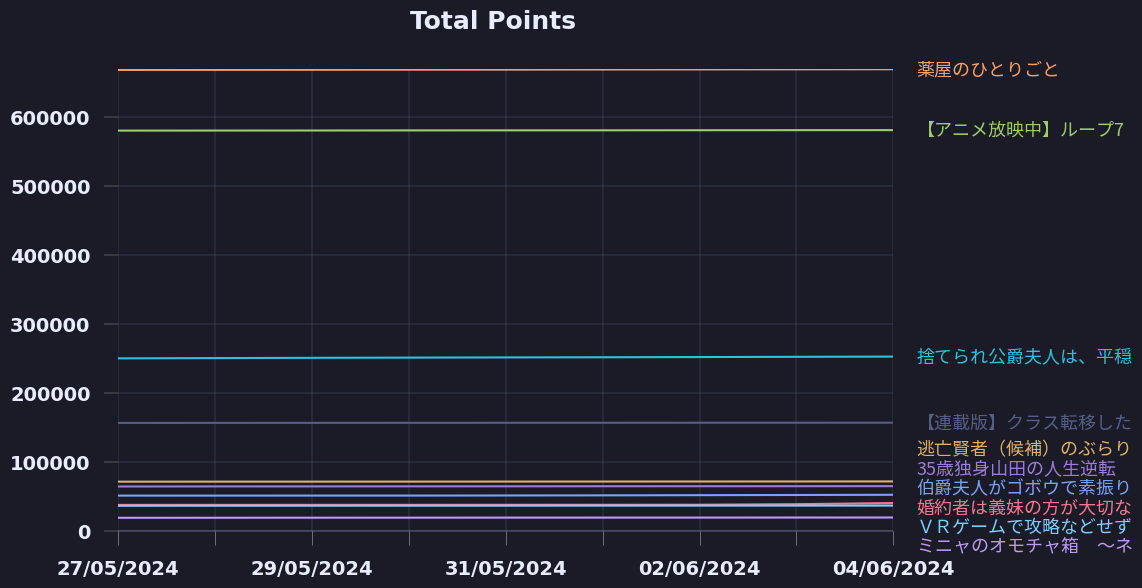 Total Points
薬屋のひとりごと
600000
【アニメ放映中】ループ7
500000
400000
300000
捨てられ公爵夫人は、平穏
200000
【連載版】クラス転移した
逃亡賢者（候補）のぶらり
100000
35歳独身山田の人生逆転
伯爵夫人がゴボウで素振り
婚約者は義妹の方が大切な
ＶＲゲームで攻略などせず
0
ミニャのオモチャ箱　～ネ
27/05/2024 29/05/2024 31/05/2024 02/06/2024 04/06/2024